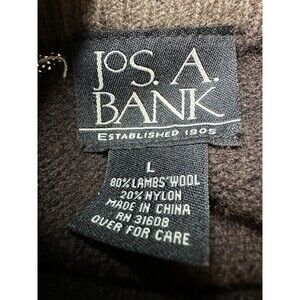 JOS. A.
BANK
ESTABLISHED 1905
L
80% LAMBS' WOOL
20% NYLON
MADE IN CHINA
RN 31608
OVER FOR CARE